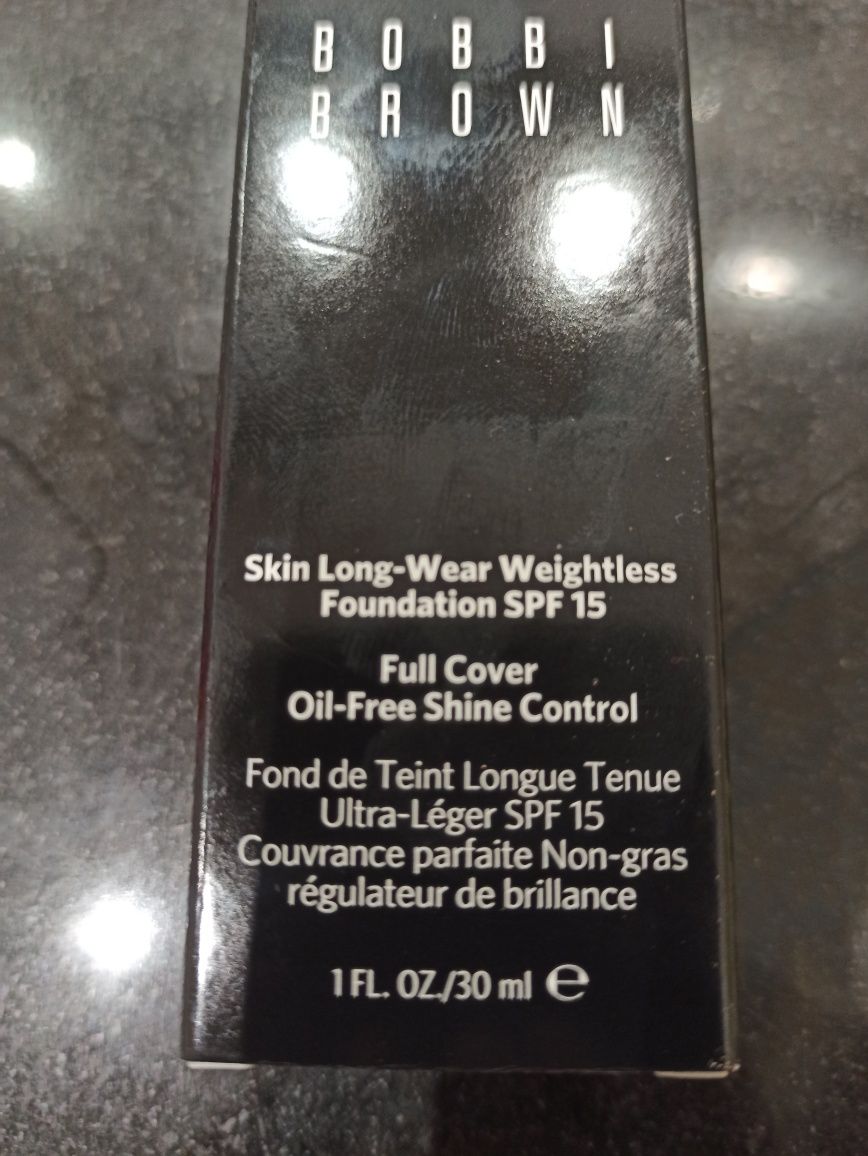 BOBBI
BROWN
Skin Long-Wear Weightless
Foundation SPF 15
Full Cover
Oil-Free Shine Control
Fond de Teint Longue Tenue
Ultra-Léger SPF 15
Couvrance parfaite Non-gras
régulateur de brillance
1 FL. OZ./30 ml ℮